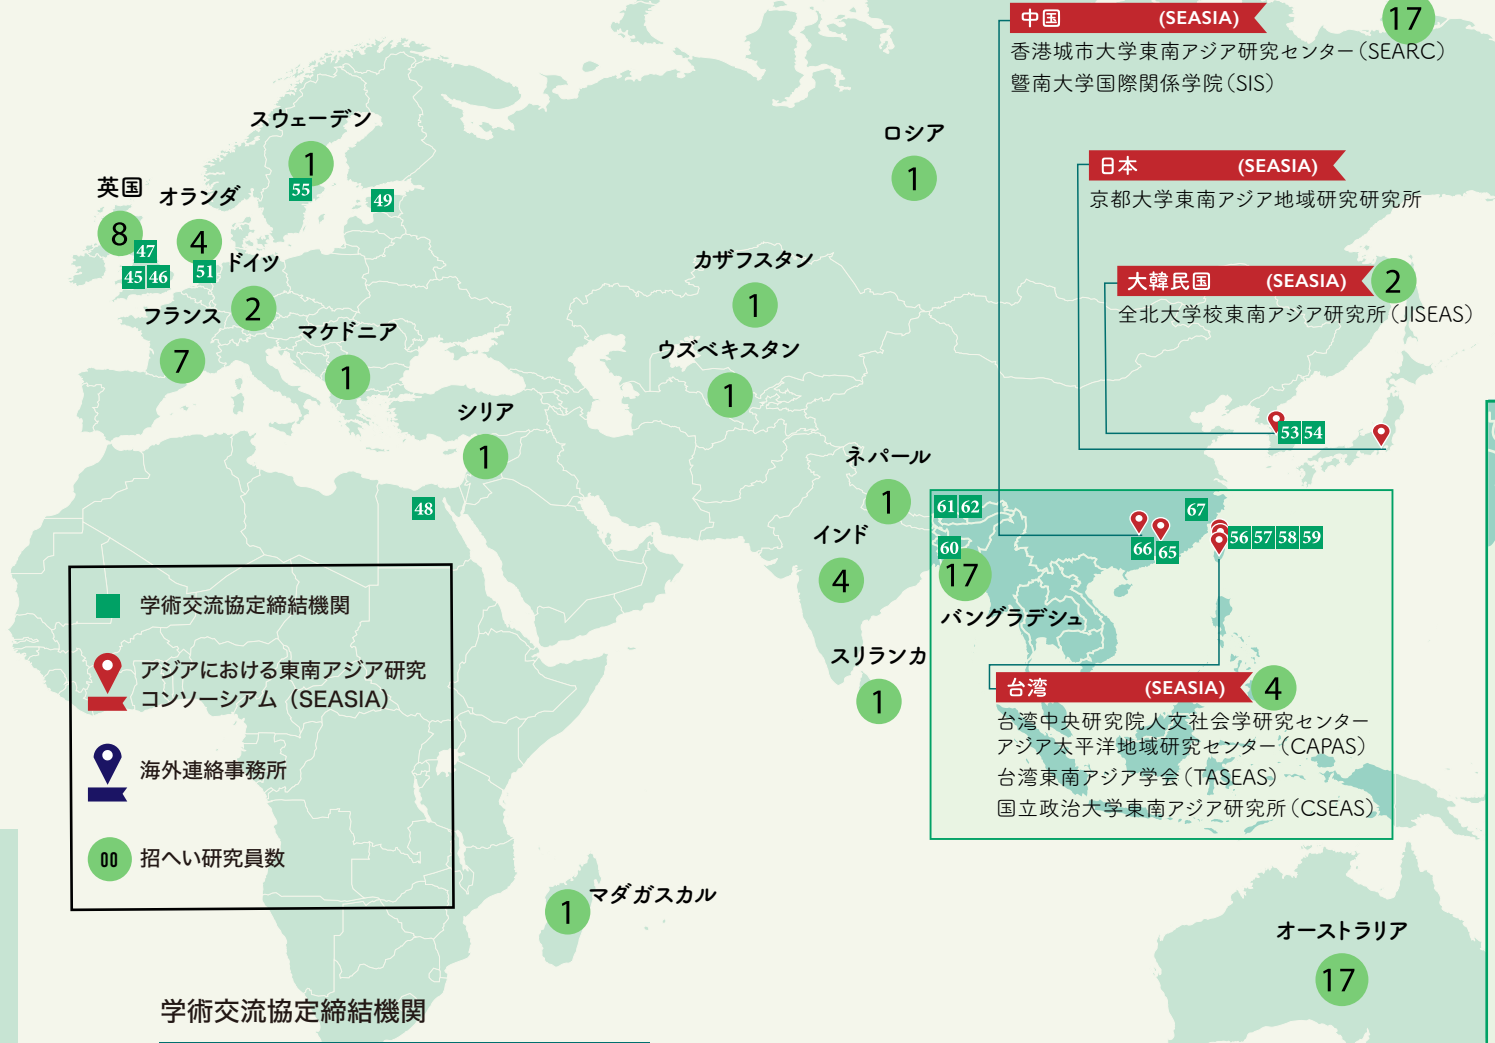 中国 (SEASIA) 17
香港城市大学東南アジア研究センター(SEARC)
暨南大学国際関係学院(SIS)
スウェーデン
1
55
49
ロシア
1
日本 (SEASIA)
京都大学東南アジア地域研究研究所
英国
8
47
45 46
オランダ
4
51
ドイツ
2
カザフスタン
1
大韓民国 (SEASIA) 2
全北大学校東南アジア研究所(JISEAS)
フランス
7
マケドニア
1
ウズベキスタン
1
シリア
1
53 54
ネパール
1
48
61 62
67
インド
4
60
66 65
56 57 58 59
17
バングラデシュ
スリランカ
1
台湾 (SEASIA) 4
台湾中央研究院人文社会学研究センター
アジア太平洋地域研究センター(CAPAS)
台湾東南アジア学会(TASEAS)
国立政治大学東南アジア研究所(CSEAS)
学術交流協定締結機関
アジアにおける東南アジア研究
コンソーシアム(SEASIA)
海外連絡事務所
00 招へい研究員数
マダガスカル
1
オーストラリア
17
学術交流協定締結機関